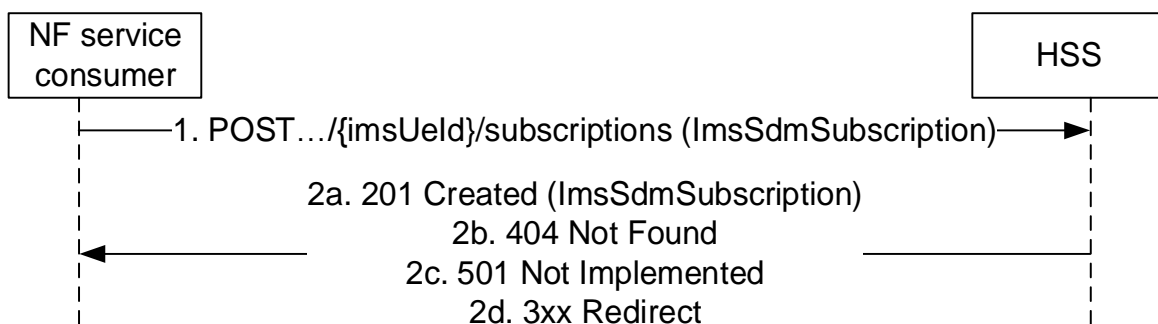 NF service
consumer
HSS
1. POST…/{imsUeId}/subscriptions (ImsSdmSubscription)
2a. 201 Created (ImsSdmSubscription)
2b. 404 Not Found
2c. 501 Not Implemented
2d. 3xx Redirect